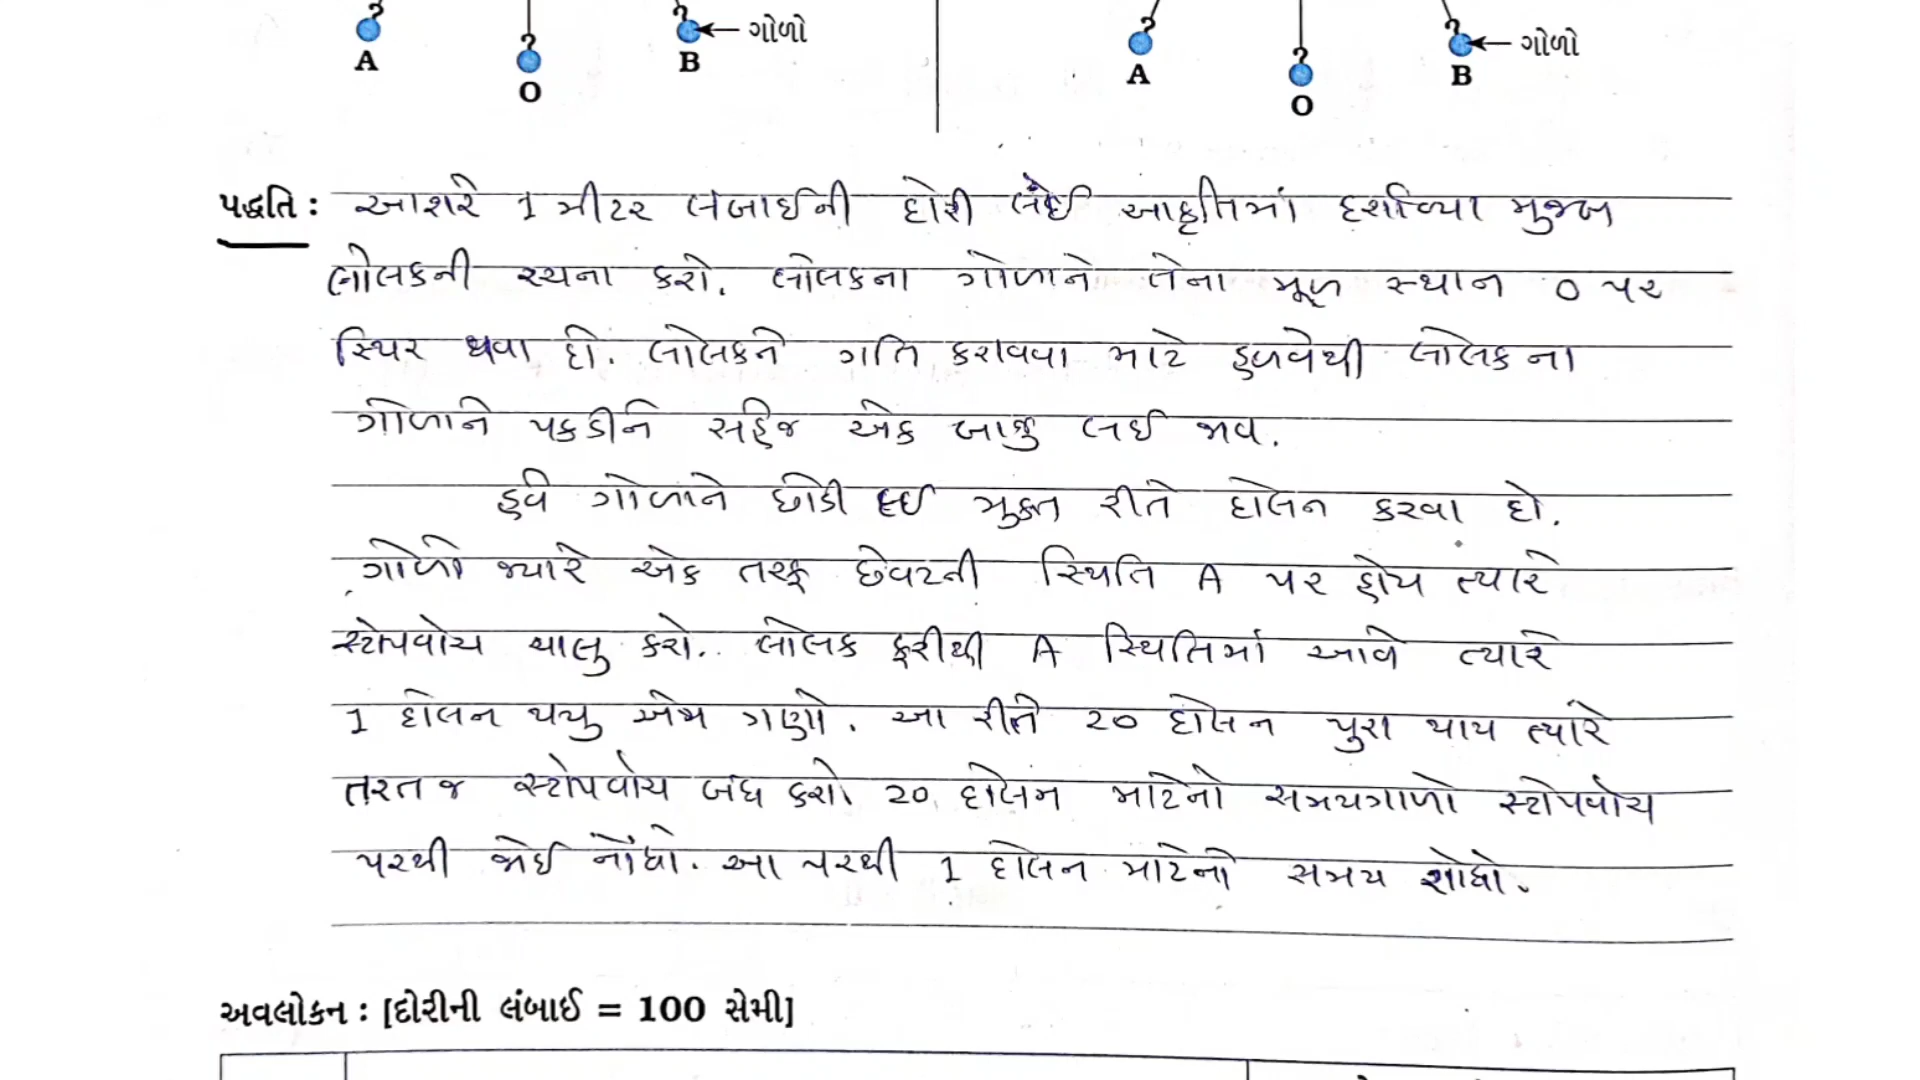 A
O
B
ગોળો
A
O
B
ગોળો
પદ્ધતિ : આશરે 1 મીટર લંબાઈની દોરી લઈ આકૃતિમાં દર્શાવ્યા મુજબ
લોલકની રચના કરો. લોલકના ગોળાને તેના મૂળ સ્થાન O પર
સ્થિર થવા દો. લોલકને ગતિ કરાવવા માટે હળવેથી લોલકના
ગોળાને પકડીને સહેજ એક બાજુ લઈ જાવ.
હવે ગોળાને છોડી દઈ મુક્ત રીતે દોલન કરવા દો.
ગોળો જ્યારે એક તરફ છેવટની સ્થિતિ A પર હોય ત્યારે
સ્ટોપવોચ ચાલુ કરો. લોલક ફરીથી A સ્થિતિમાં આવે ત્યારે
1 દોલન થયુ એમ ગણો. આ રીતે 20 દોલન પુરા થાય ત્યારે
તરત જ સ્ટોપવોચ બંધ કરો. 20 દોલન માટેનો સમયગાળો સ્ટોપવોચ
પરથી જોઈ નોંધો. આ પરથી 1 દોલન માટેનો સમય શોધો.
અવલોકન : [દોરીની લંબાઈ = 100 સેમી]